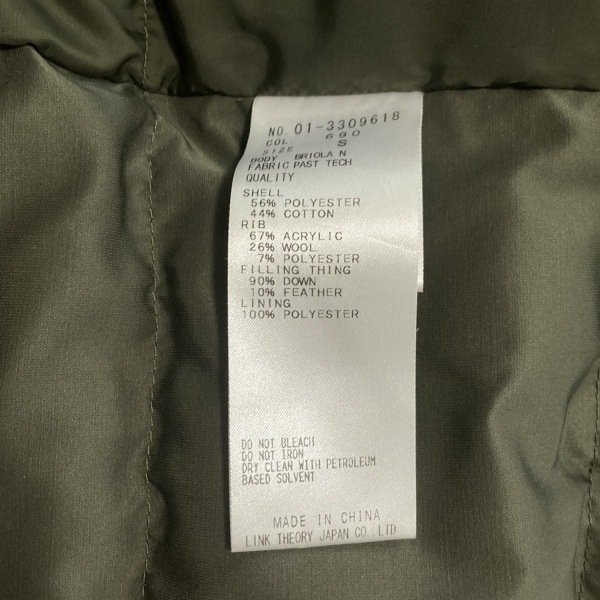 NO. 01-3309618
COL. 690
SIZE S
BODY BRIOLA N
FABRIC PAST TECH
QUALITY
SHELL
56% POLYESTER
44% COTTON
RIB
67% ACRYLIC
26% WOOL
7% POLYESTER
FILLING THING
90% DOWN
10% FEATHER
LINING
100% POLYESTER
DO NOT BLEACH
DO NOT IRON
DRY CLEAN WITH PETROLEUM
BASED SOLVENT
MADE IN CHINA
LINK THEORY JAPAN CO. LTD